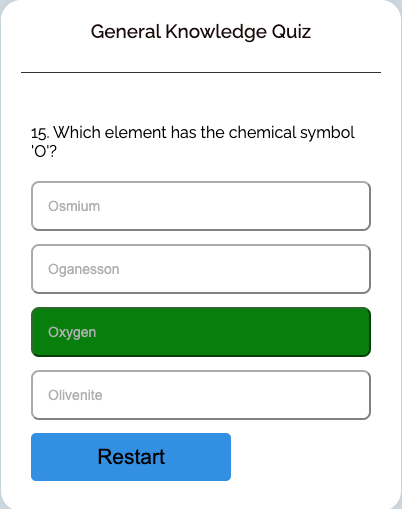 General Knowledge Quiz
15. Which element has the chemical symbol
'O'?
Osmium
Oganesson
Oxygen
Olivenite
Restart